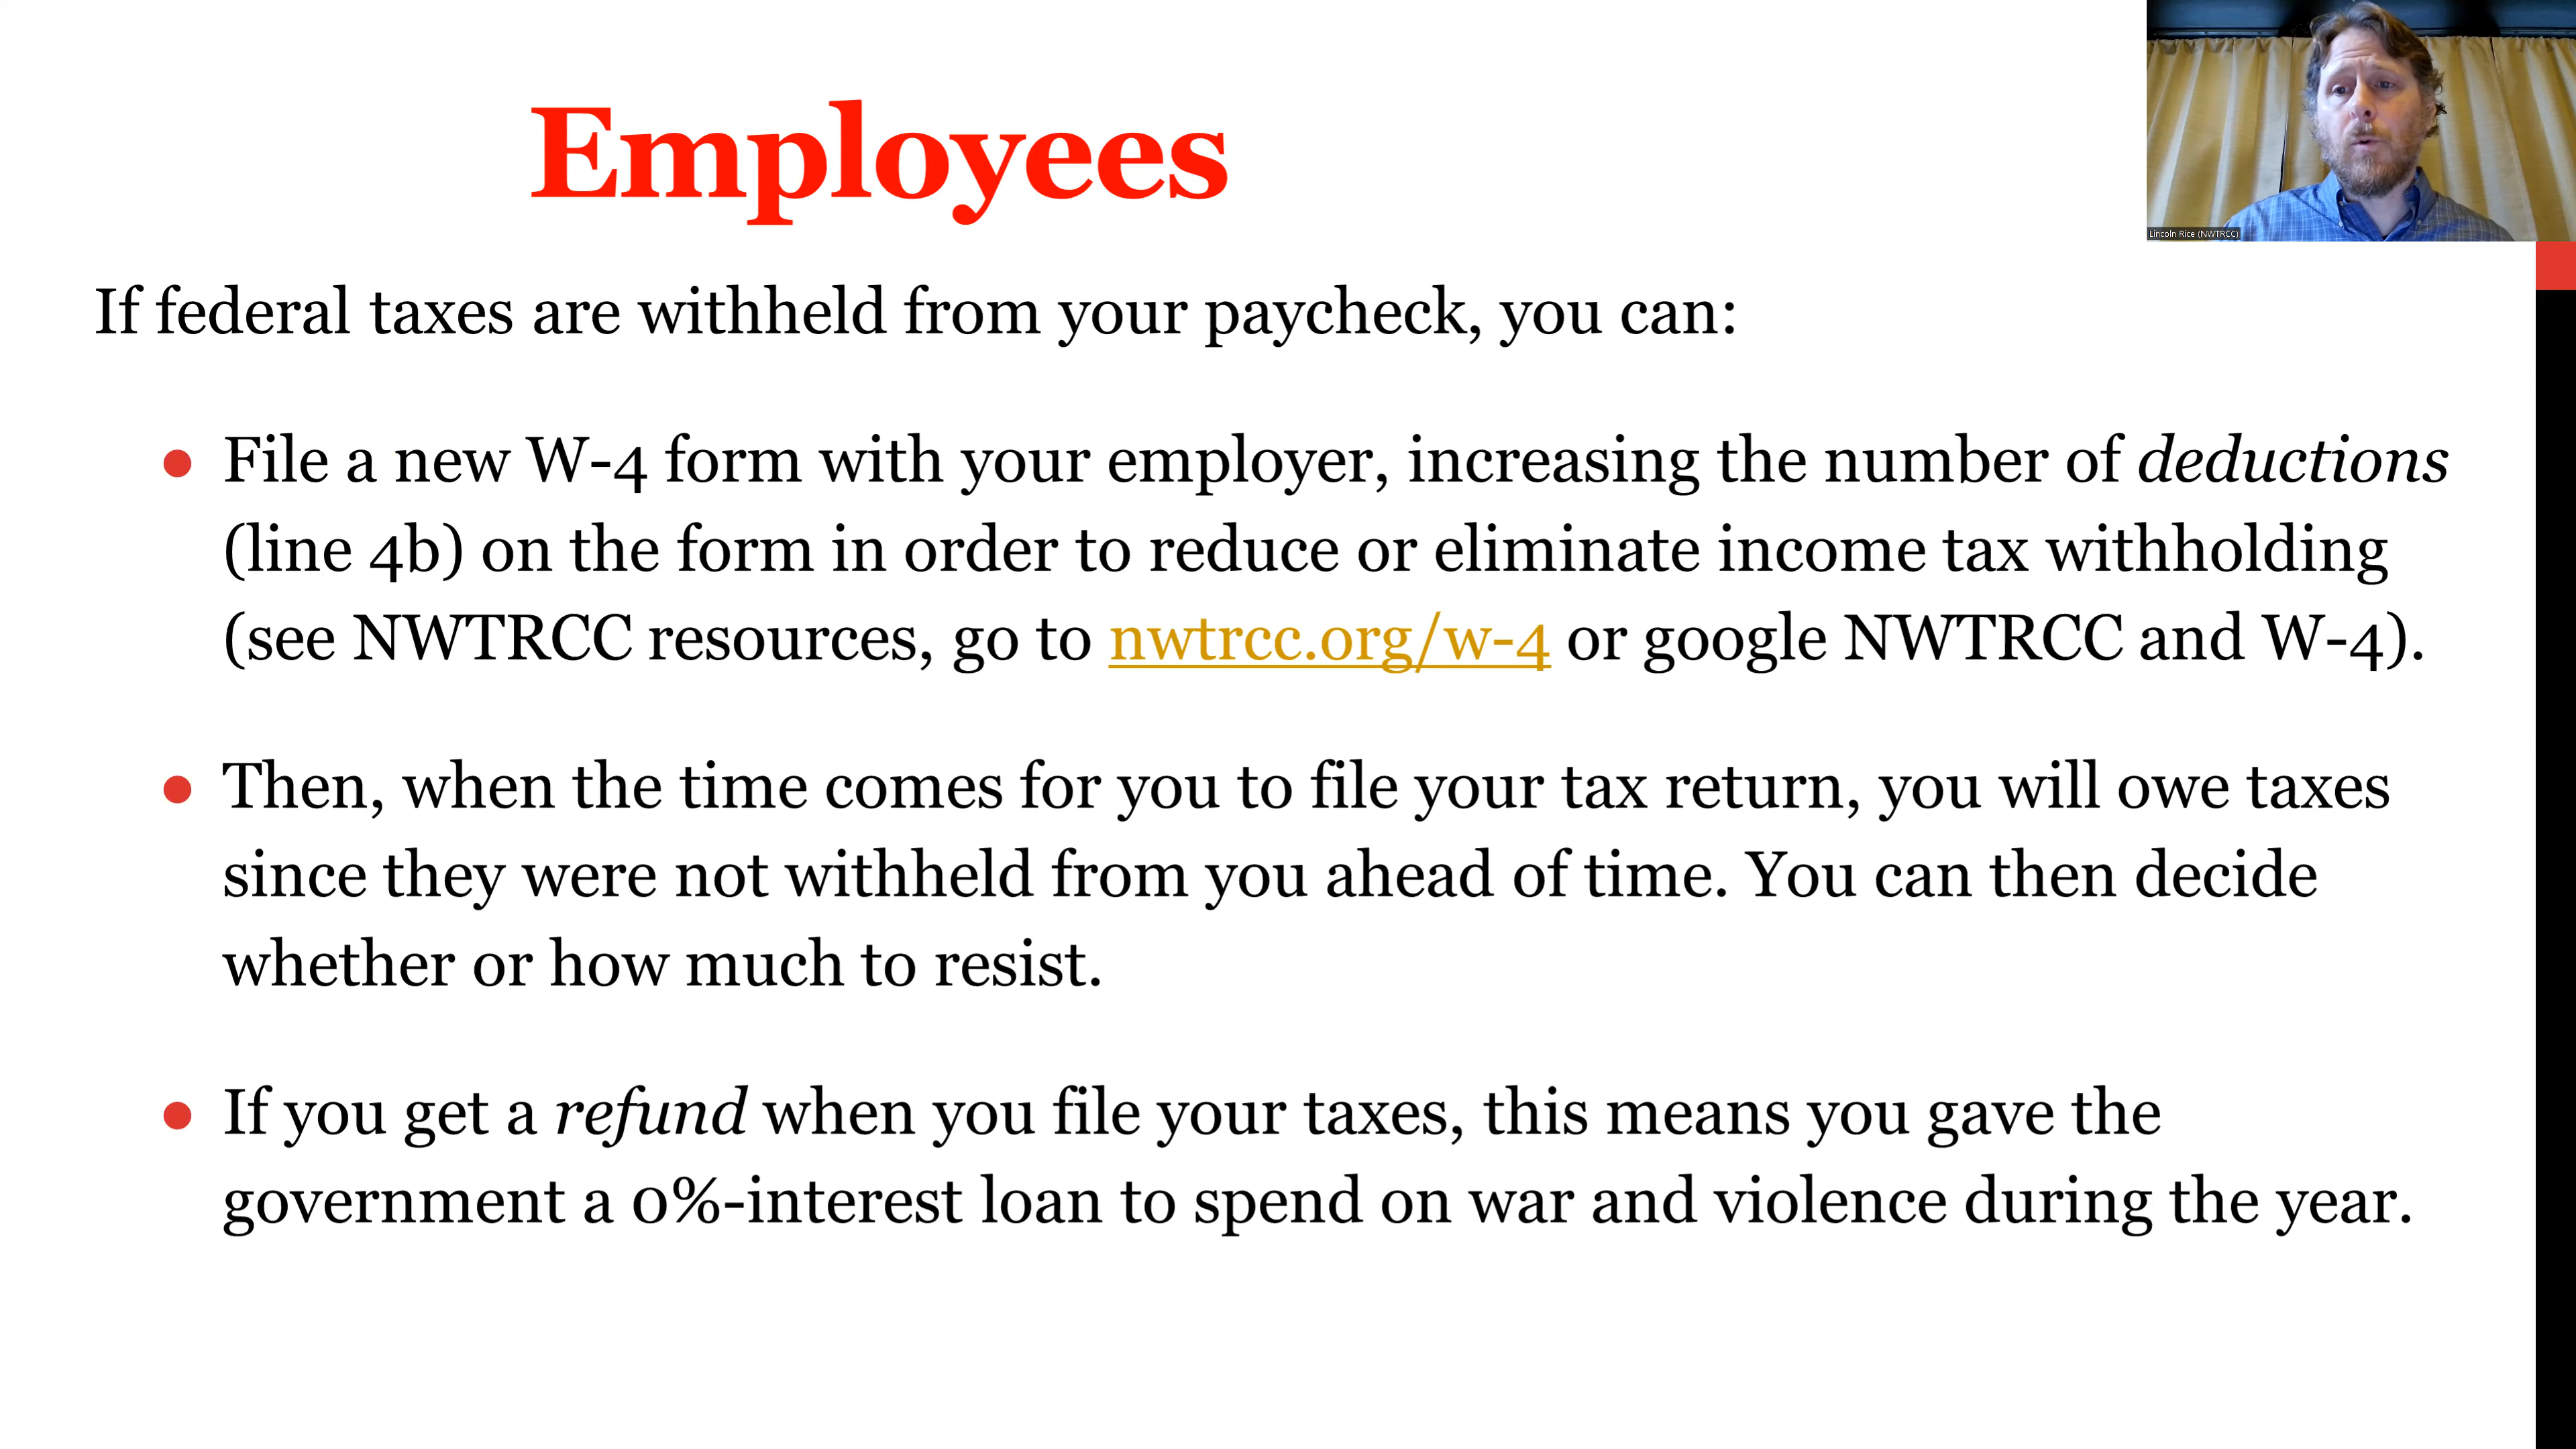 Employees
Lincoln Rice (NWTRCC)
If federal taxes are withheld from your paycheck, you can:
● File a new W-4 form with your employer, increasing the number of deductions
(line 4b) on the form in order to reduce or eliminate income tax withholding
(see NWTRCC resources, go to nwtrcc.org/w-4 or google NWTRCC and W-4).
● Then, when the time comes for you to file your tax return, you will owe taxes
since they were not withheld from you ahead of time. You can then decide
whether or how much to resist.
● If you get a refund when you file your taxes, this means you gave the
government a 0%-interest loan to spend on war and violence during the year.